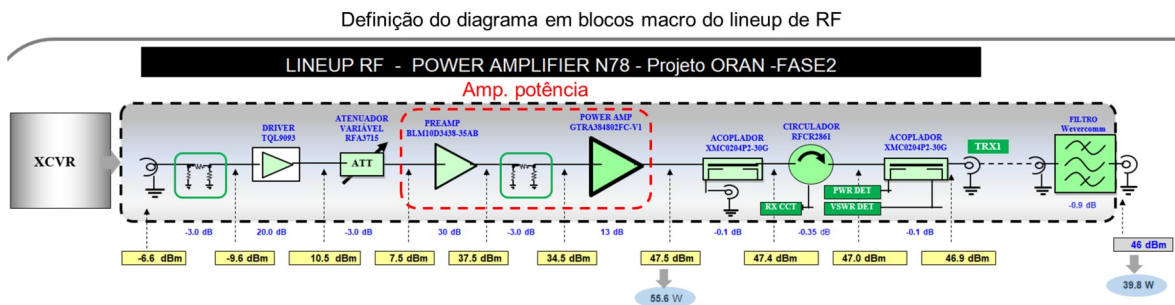 Definição do diagrama em blocos macro do lineup de RF
LINEUP RF - POWER AMPLIFIER N78 - Projeto ORAN -FASE2
Amp. potência
XCVR
DRIVER
TQL9093
ATENUADOR
VARIÁVEL
RFA3715
ATT
PREAMP
BLM10D3438-35AB
POWER AMP
GTRA384802FC-V1
ACOPLADOR
XMC0204P2-30G
CIRCULADOR
RFCR2861
ACOPLADOR
XMC0204P2-30G
TRX1
FILTRO
Wevercomm
RX CCT
PWR DET
VSWR DET
-3.0 dB
20.0 dB
-3.0 dB
30 dB
-3.0 dB
13 dB
-0.1 dB
-0.35 dB
-0.1 dB
-0.9 dB
-6.6 dBm
-9.6 dBm
10.5 dBm
7.5 dBm
37.5 dBm
34.5 dBm
47.5 dBm
47.4 dBm
47.0 dBm
46.9 dBm
46 dBm
55.6 W
39.8 W